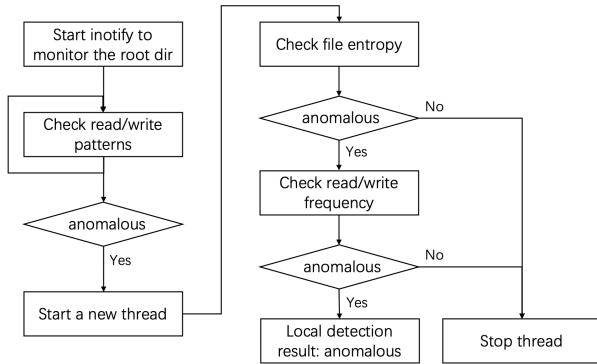 Start inotify to
monitor the root dir
Check read/write
patterns
anomalous
Yes
Start a new thread
Check file entropy
anomalous
No
Yes
Check read/write
frequency
anomalous
No
Yes
Local detection
result: anomalous
Stop thread